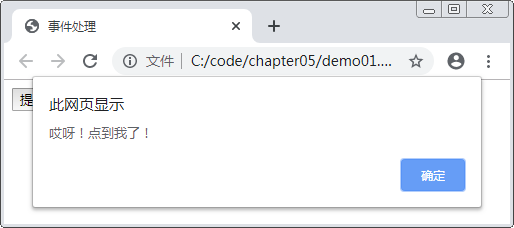 事件处理
文件 | C:/code/chapter05/demo01....
提
此网页显示
哎呀！点到我了！
确定